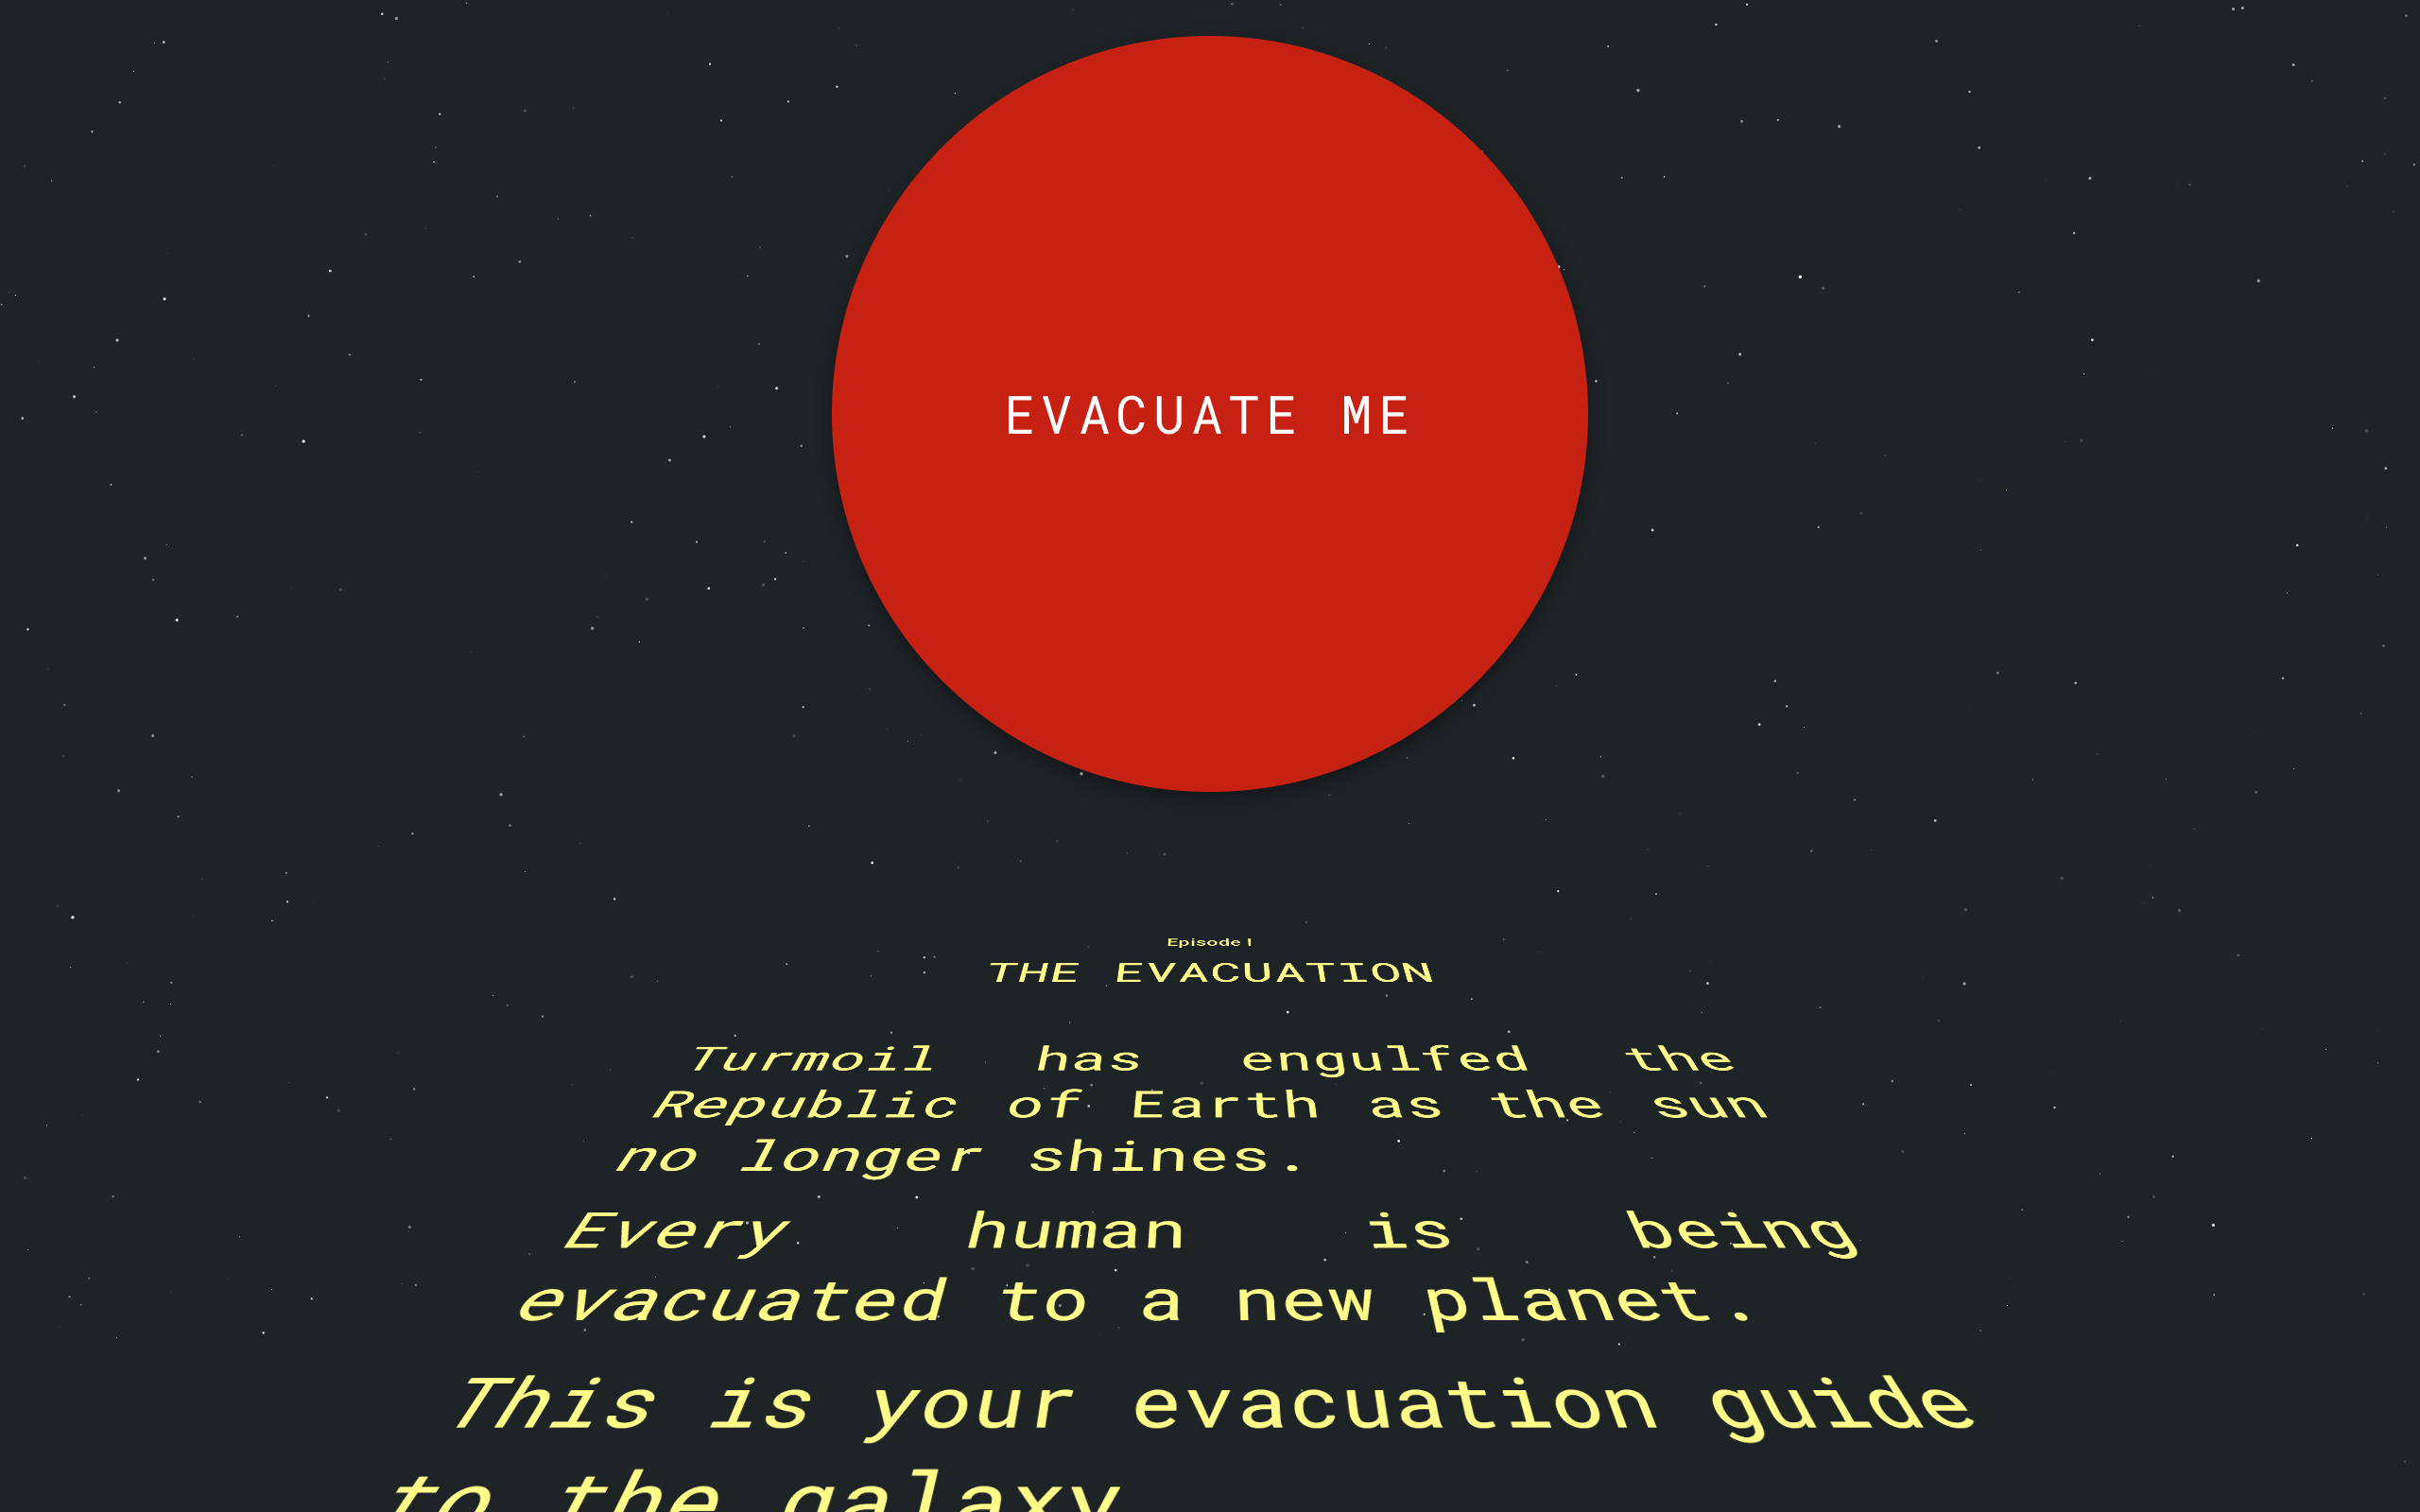 EVACUATE ME
Episode I
THE EVACUATION
Turmoil has engulfed the
Republic of Earth as the sun
no longer shines.
Every human is being
evacuated to a new planet.
This is your evacuation guide
to the galaxy